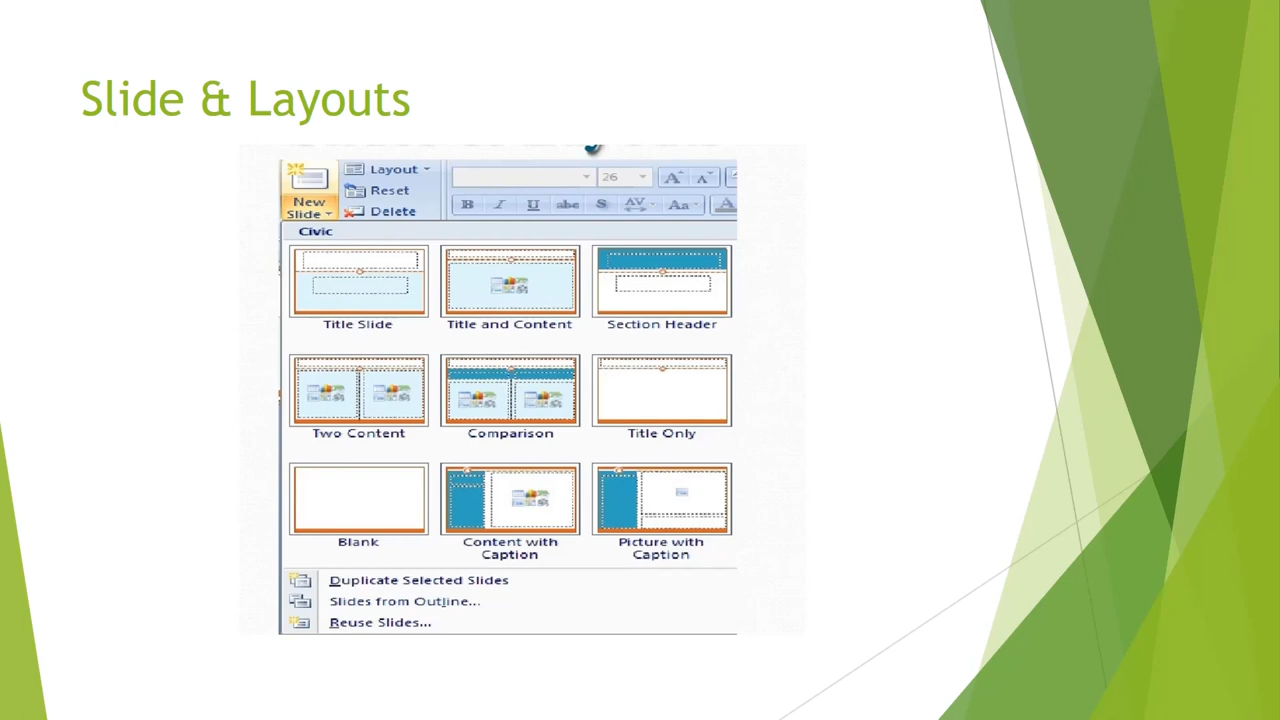 Slide & Layouts
New
Slide
Layout
Reset
Delete
26
A A
B I U abc S AV Aa A
Civic
Title Slide
Title and Content
Section Header
Two Content
Comparison
Title Only
Blank
Content with
Caption
Picture with
Caption
Duplicate Selected Slides
Slides from Outline...
Reuse Slides...